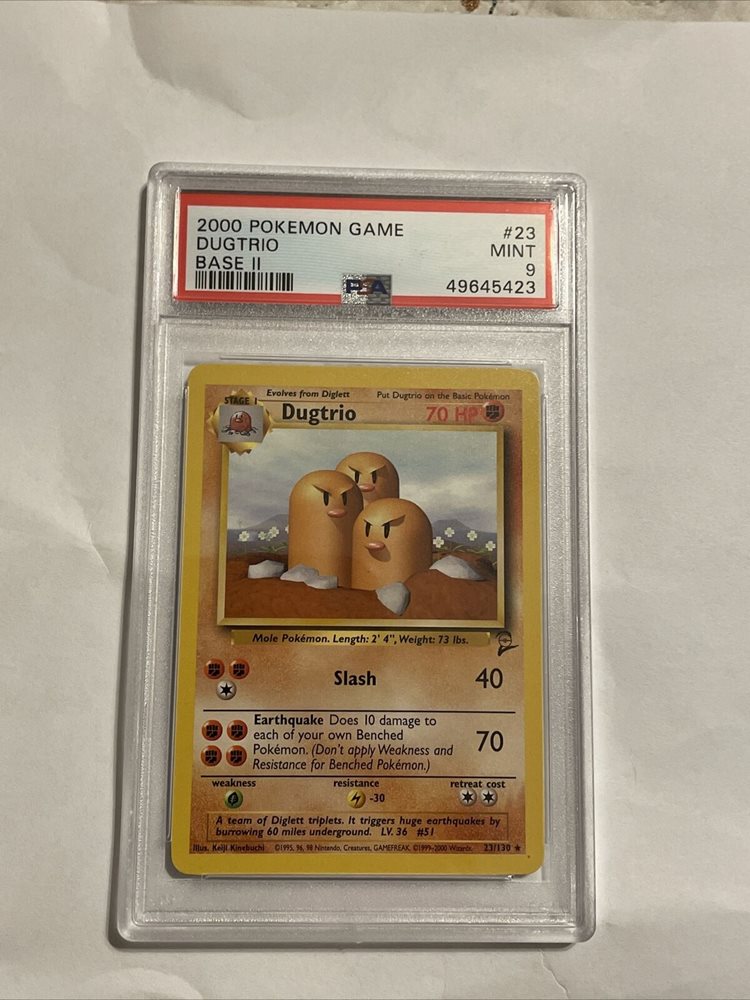 2000 POKEMON GAME #23
DUGTRIO MINT
BASE II 9
PSA 49645423
Evolves from Diglett Put Dugtrio on the Basic Pokémon
STAGE 1
Dugtrio 70 HP
Mole Pokémon. Length: 2' 4", Weight: 73 lbs.
Slash 40
Earthquake Does 10 damage to
each of your own Benched
Pokémon. (Don't apply Weakness and
Resistance for Benched Pokémon.)
70
weakness resistance retreat cost
-30
A team of Diglett triplets. It triggers huge earthquakes by
burrowing 60 miles underground. LV. 36 #51
Illus. Keiji Kinebuchi ©1995, 96, 98 Nintendo, Creatures, GAMEFREAK. ©1999-2000 Wizards. 23/130 ★